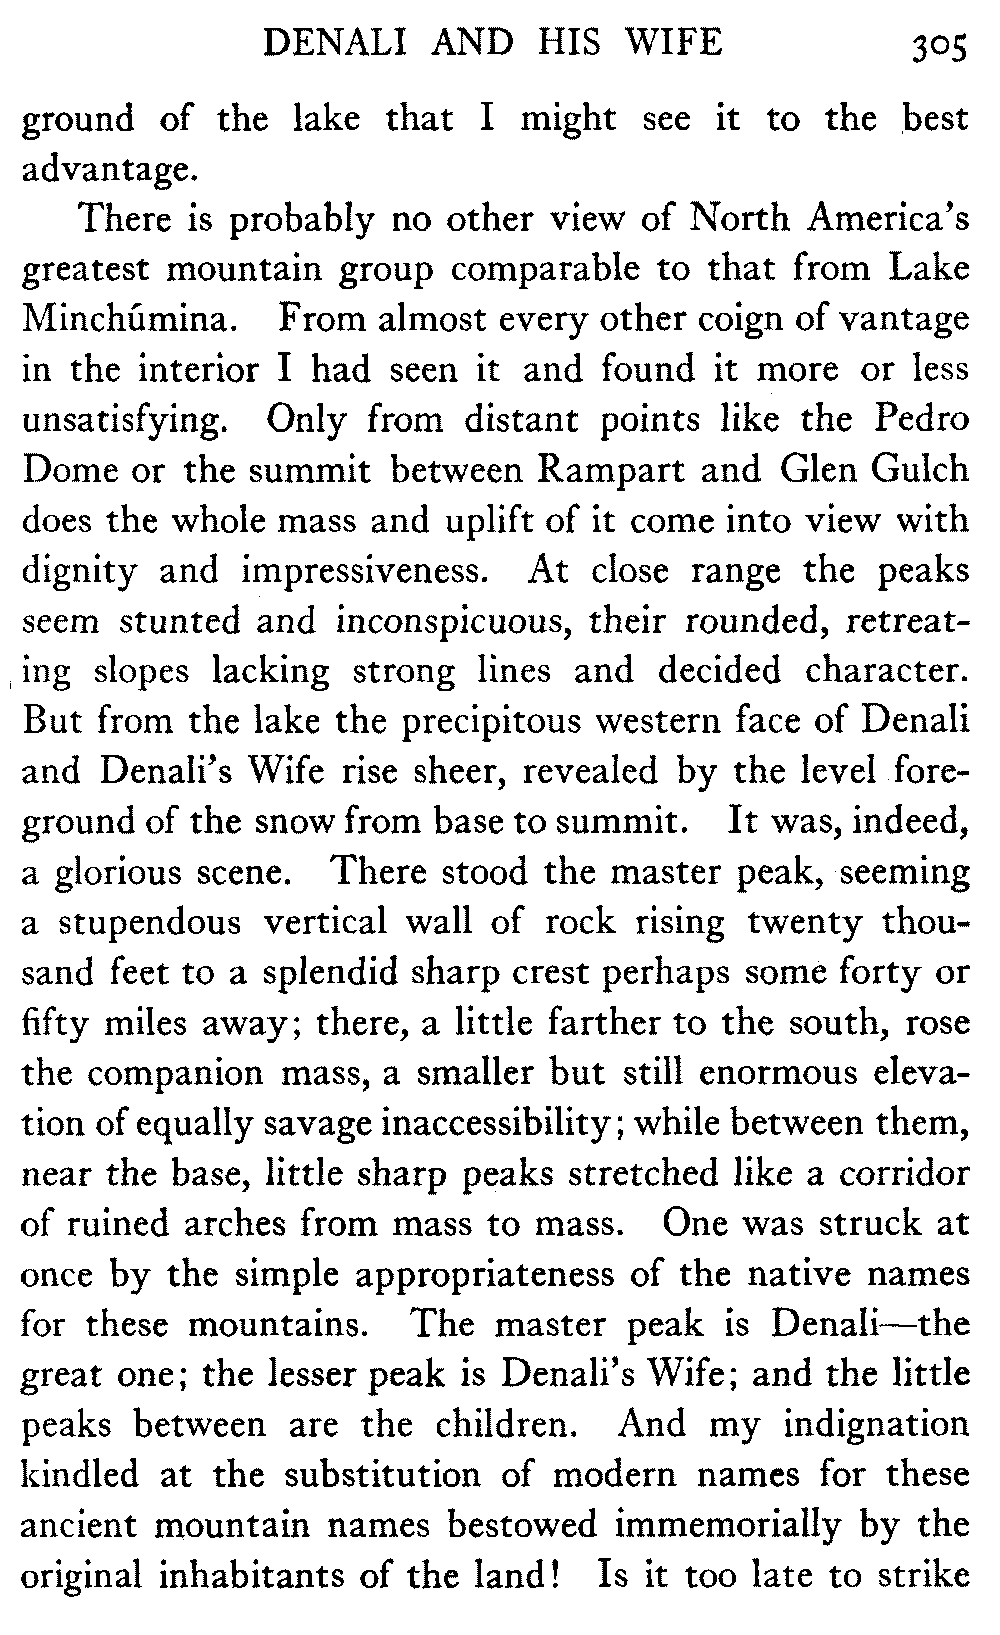 DENALI AND HIS WIFE 305
ground of the lake that I might see it to the best
advantage.
There is probably no other view of North America's
greatest mountain group comparable to that from Lake
Minchúmina. From almost every other coign of vantage
in the interior I had seen it and found it more or less
unsatisfying. Only from distant points like the Pedro
Dome or the summit between Rampart and Glen Gulch
does the whole mass and uplift of it come into view with
dignity and impressiveness. At close range the peaks
seem stunted and inconspicuous, their rounded, retreat-
ing slopes lacking strong lines and decided character.
But from the lake the precipitous western face of Denali
and Denali's Wife rise sheer, revealed by the level fore-
ground of the snow from base to summit. It was, indeed,
a glorious scene. There stood the master peak, seeming
a stupendous vertical wall of rock rising twenty thou-
sand feet to a splendid sharp crest perhaps some forty or
fifty miles away; there, a little farther to the south, rose
the companion mass, a smaller but still enormous eleva-
tion of equally savage inaccessibility; while between them,
near the base, little sharp peaks stretched like a corridor
of ruined arches from mass to mass. One was struck at
once by the simple appropriateness of the native names
for these mountains. The master peak is Denali—the
great one; the lesser peak is Denali's Wife; and the little
peaks between are the children. And my indignation
kindled at the substitution of modern names for these
ancient mountain names bestowed immemorially by the
original inhabitants of the land! Is it too late to strike